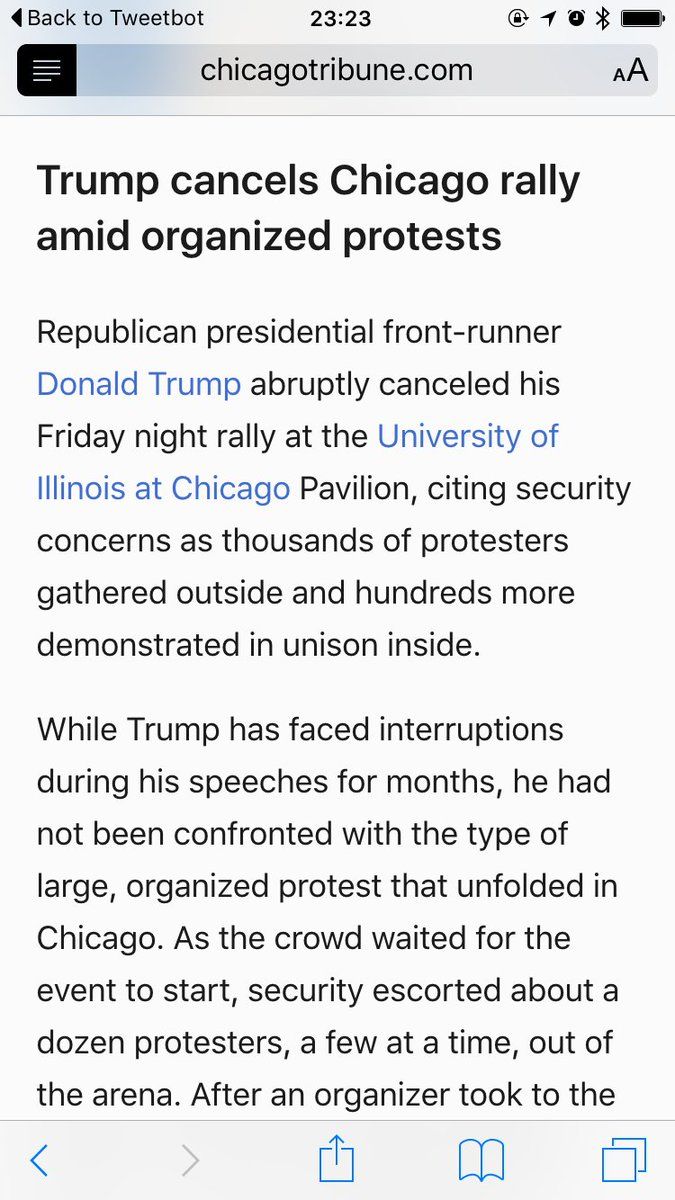 Back to Tweetbot 23:23
chicagotribune.com AA
Trump cancels Chicago rally
amid organized protests
Republican presidential front-runner
Donald Trump abruptly canceled his
Friday night rally at the University of
Illinois at Chicago Pavilion, citing security
concerns as thousands of protesters
gathered outside and hundreds more
demonstrated in unison inside.
While Trump has faced interruptions
during his speeches for months, he had
not been confronted with the type of
large, organized protest that unfolded in
Chicago. As the crowd waited for the
event to start, security escorted about a
dozen protesters, a few at a time, out of
the arena. After an organizer took to the